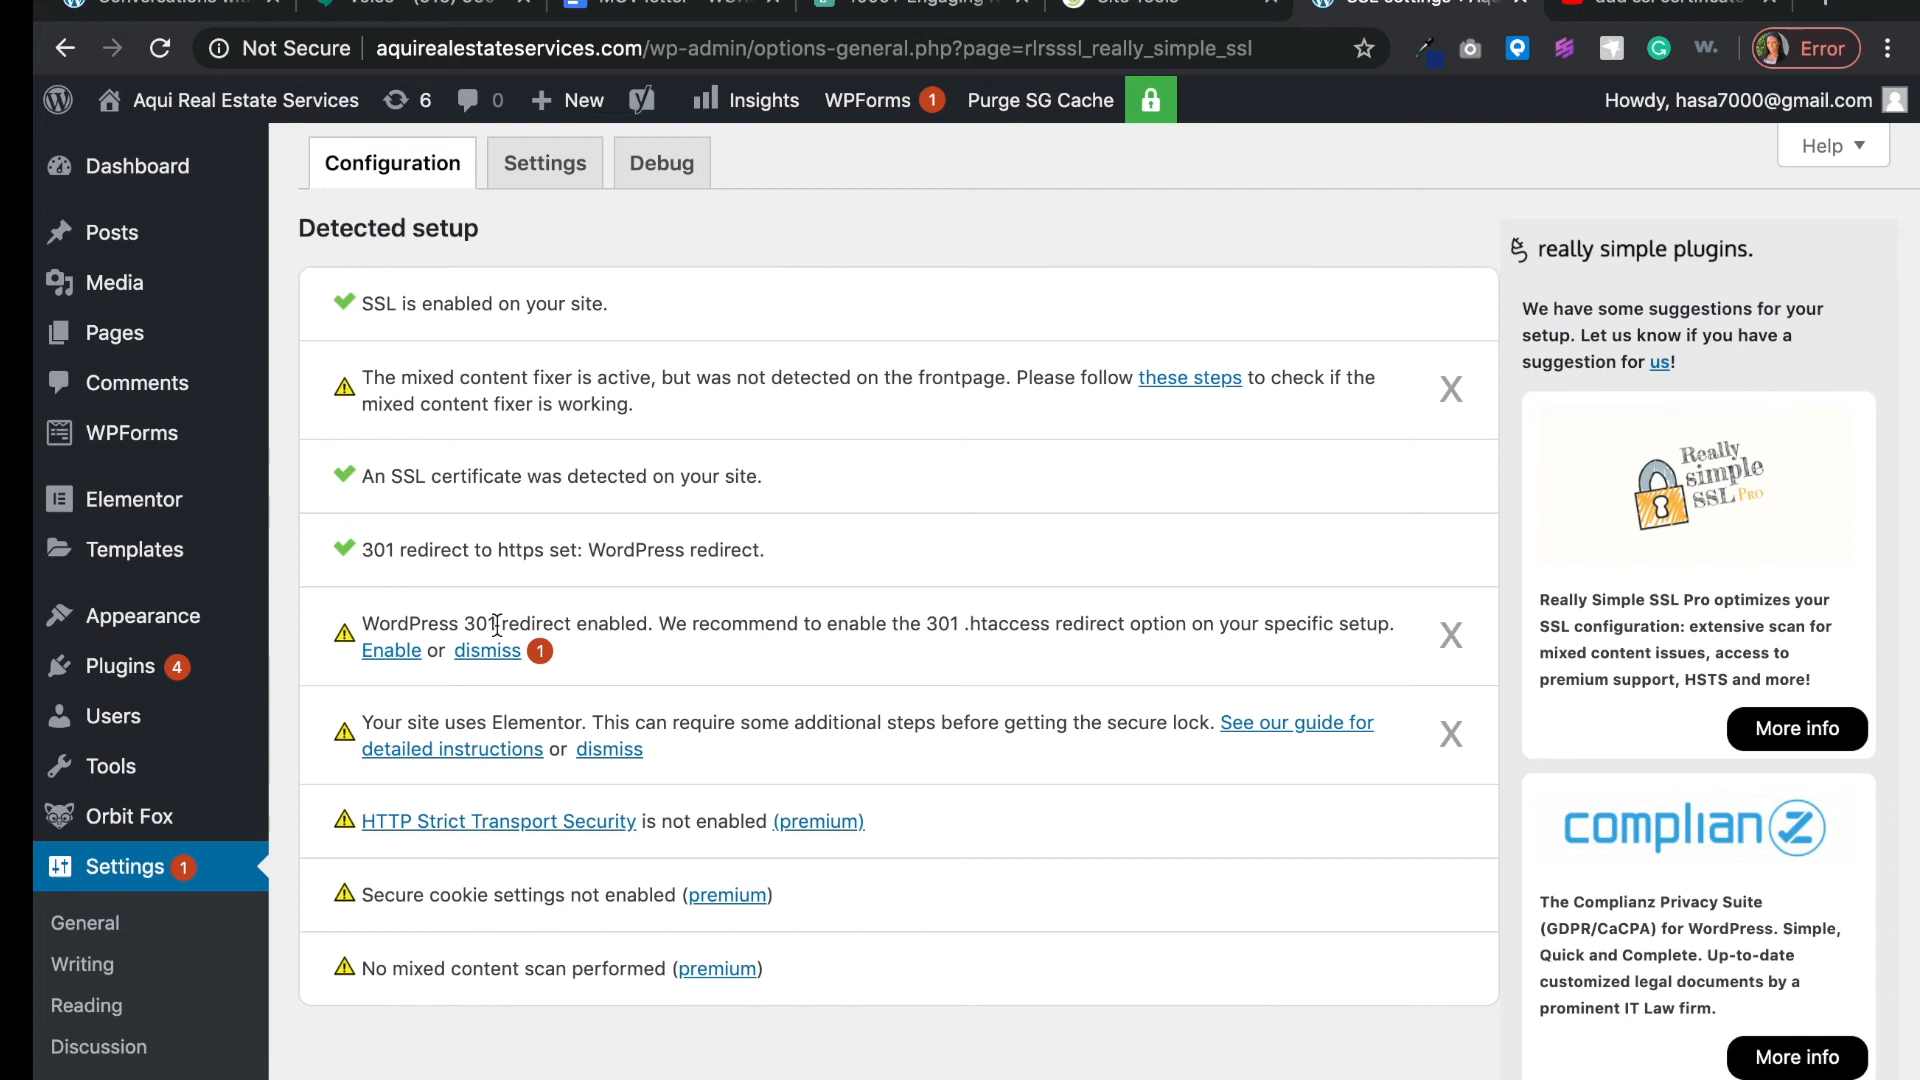 Not Secure
aquirealestateservices.com/wp-admin/options-general.php?page=rlrsssl_really_simple_ssl
w.
Error
Aqui Real Estate Services
6
0
New
Insights
WPForms 1
Purge SG Cache
Howdy, hasa7000@gmail.com
Dashboard
Posts
Media
Pages
Comments
WPForms
Elementor
Templates
Appearance
Plugins 4
Users
Tools
Orbit Fox
Settings 1
General
Writing
Reading
Discussion
Configuration
Settings
Debug
Help
Detected setup
SSL is enabled on your site.
The mixed content fixer is active, but was not detected on the frontpage. Please follow these steps to check if the
mixed content fixer is working.
X
An SSL certificate was detected on your site.
301 redirect to https set: WordPress redirect.
WordPress 301 redirect enabled. We recommend to enable the 301 .htaccess redirect option on your specific setup.
Enable or dismiss 1
X
Your site uses Elementor. This can require some additional steps before getting the secure lock. See our guide for
detailed instructions or dismiss
X
HTTP Strict Transport Security is not enabled (premium)
Secure cookie settings not enabled (premium)
No mixed content scan performed (premium)
really simple plugins.
We have some suggestions for your
setup. Let us know if you have a
suggestion for us!
Really
simple
SSL Pro
Really Simple SSL Pro optimizes your
SSL configuration: extensive scan for
mixed content issues, access to
premium support, HSTS and more!
More info
complianz
The Complianz Privacy Suite
(GDPR/CaCPA) for WordPress. Simple,
Quick and Complete. Up-to-date
customized legal documents by a
prominent IT Law firm.
More info